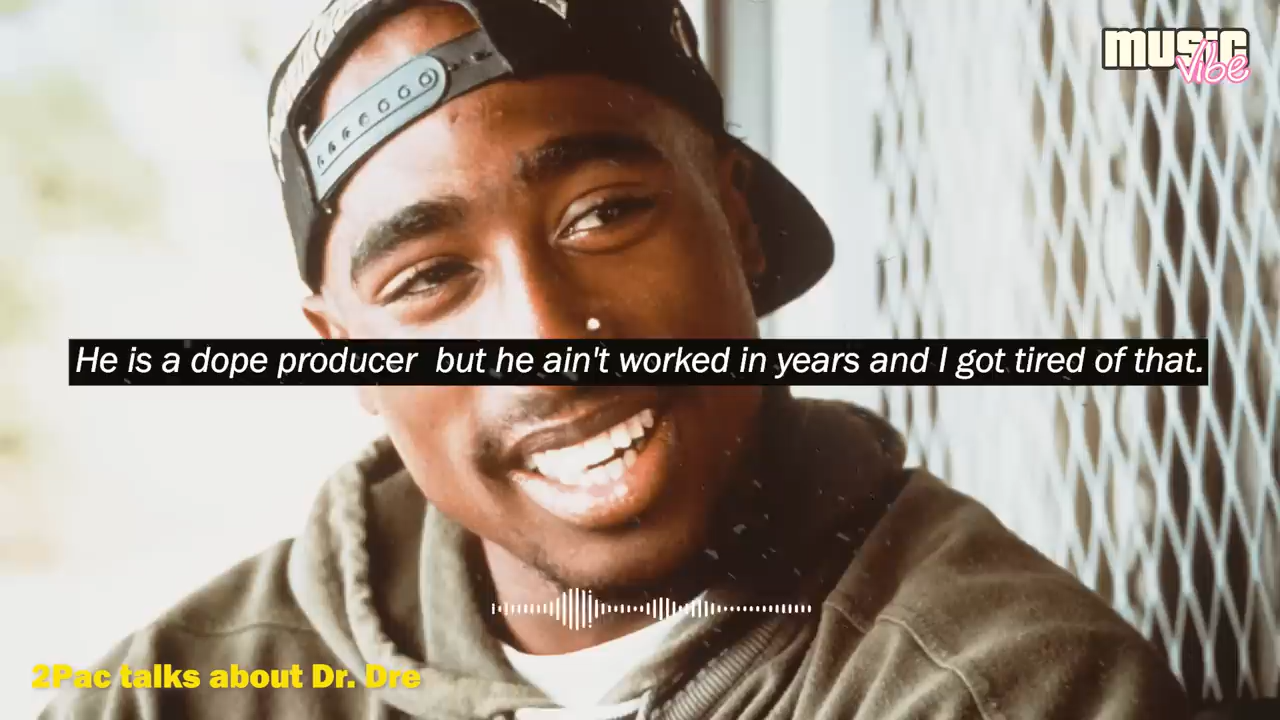 music
vibe
He is a dope producer but he ain't worked in years and I got tired of that.
2Pac talks about Dr. Dre